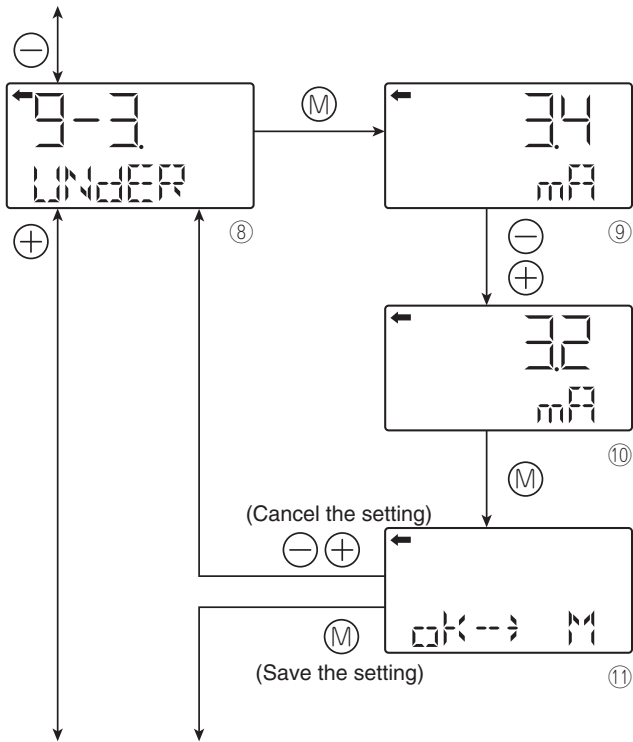 9-3.
UNdER
⑧
M
3.4
mA
⑨
3.2
mA
⑩
M
(Cancel the setting)
oK--> M
⑪
M
(Save the setting)